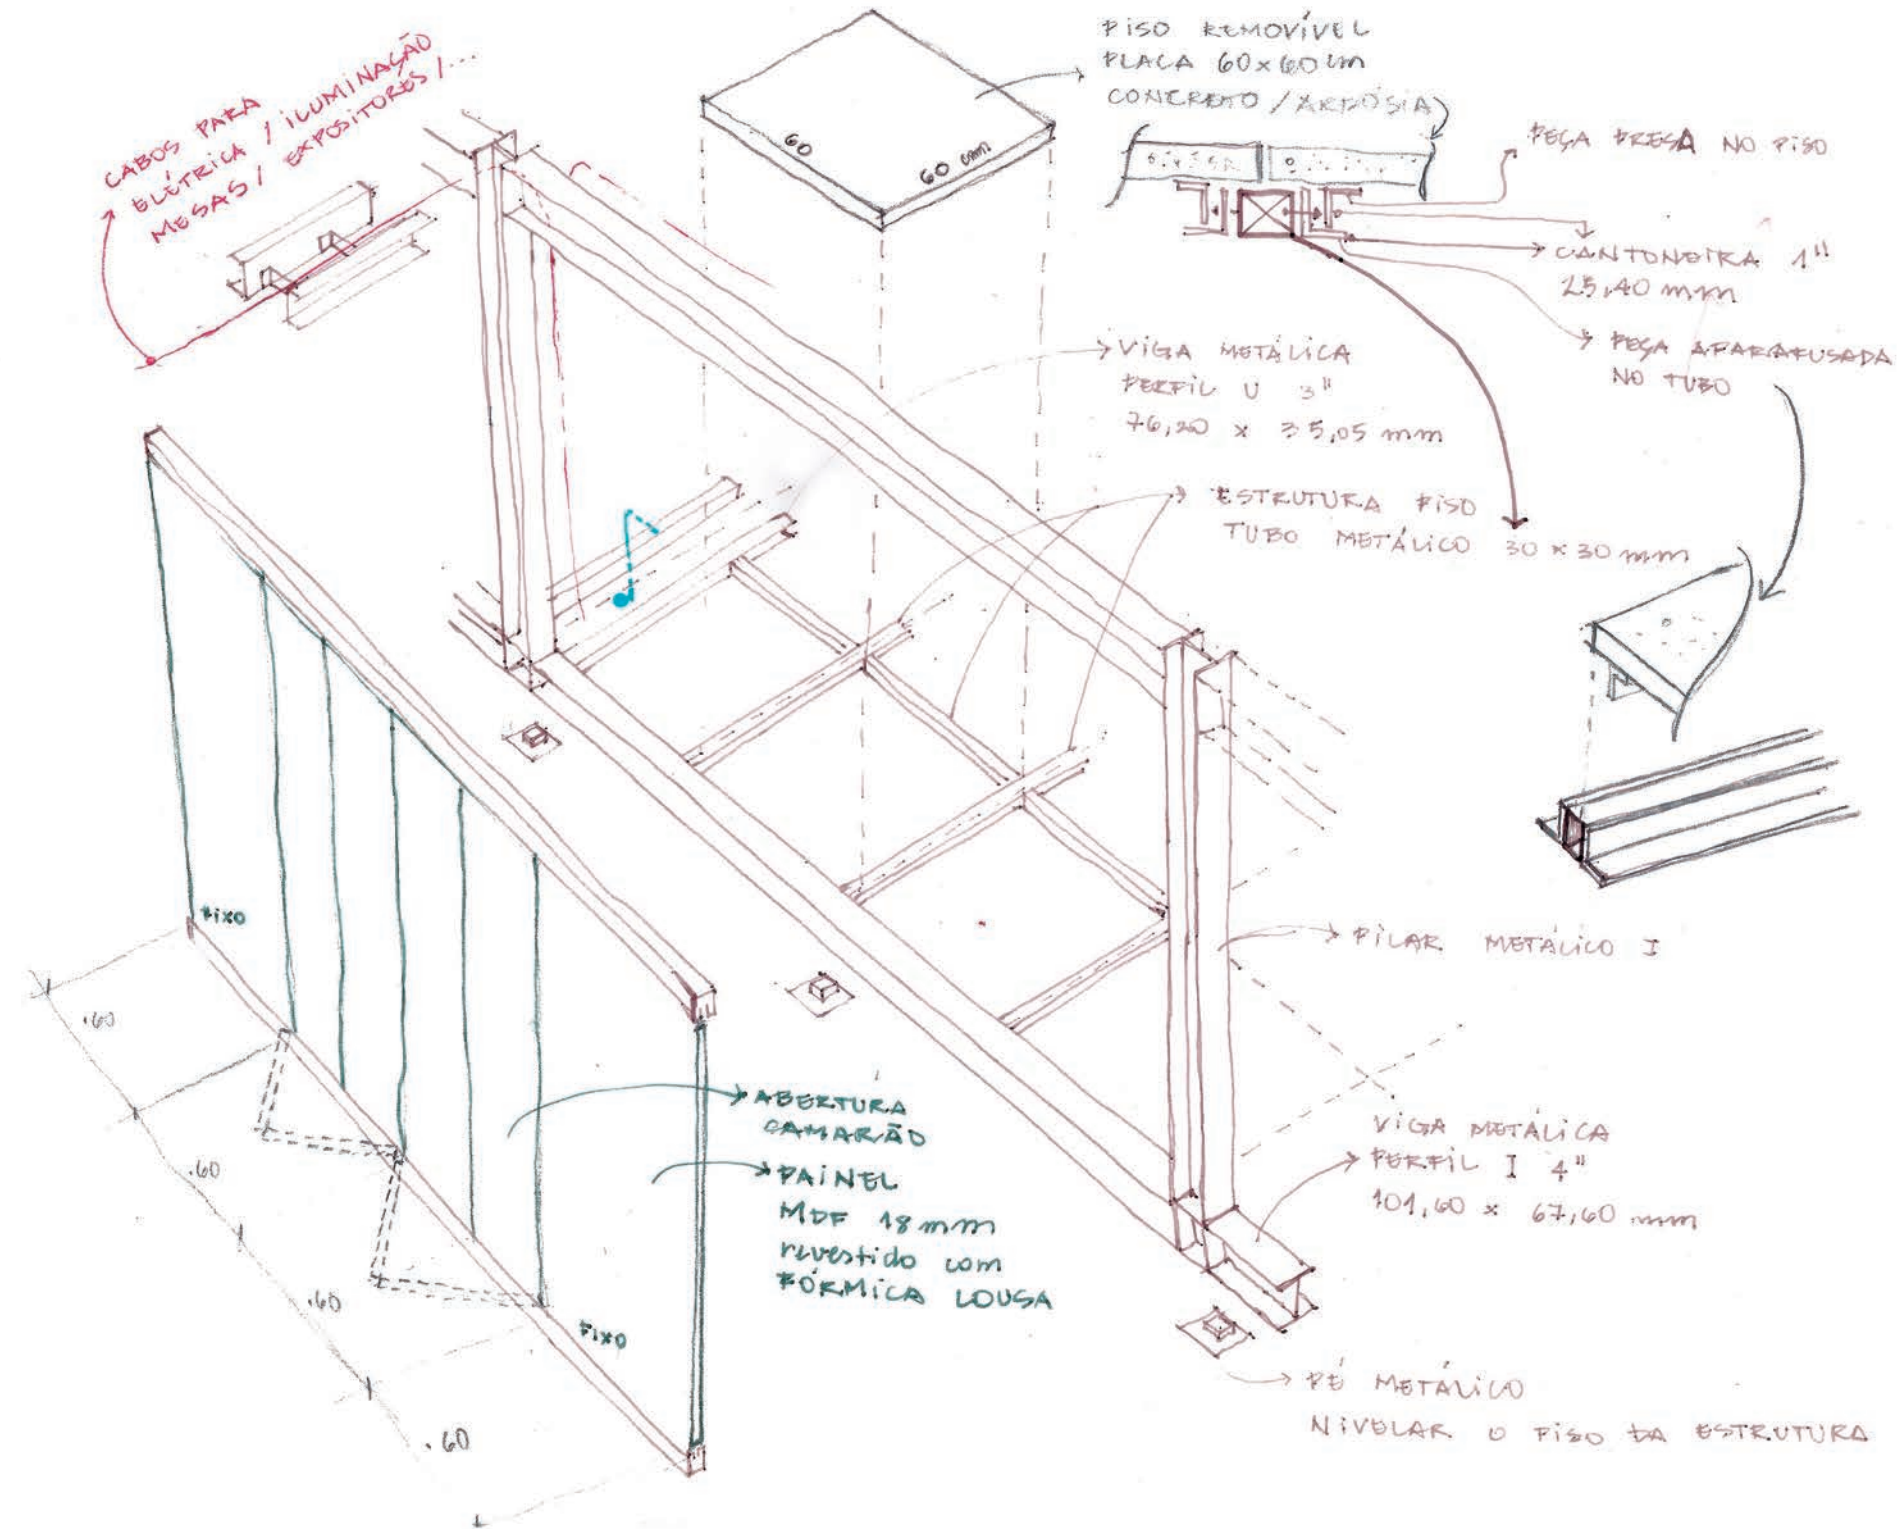 CABOS PARA
ELÉTRICA / ILUMINAÇÃO
MESAS / EXPOSITORES / ...
PISO REMOVÍVEL
PLACA 60x60 cm
CONCRETO / ARDÓSIA
60
60 cm
PEÇA PRESA NO PISO
CANTONEIRA 1"
25,40 mm
PEÇA APARAFUSADA
NO TUBO
VIGA METÁLICA
PERFIL U 3"
76,20 x 35,05 mm
ESTRUTURA PISO
TUBO METÁLICO 30 x 30 mm
FIXO
PILAR METÁLICO I
.60
.60
.60
.60
FIXO
ABERTURA
CAMARÃO
PAINEL
MDF 18 mm
revestido com
FÓRMICA LOUSA
VIGA METÁLICA
PERFIL I 4"
101,60 x 67,60 mm
PÉ METÁLICO
NIVELAR O PISO DA ESTRUTURA